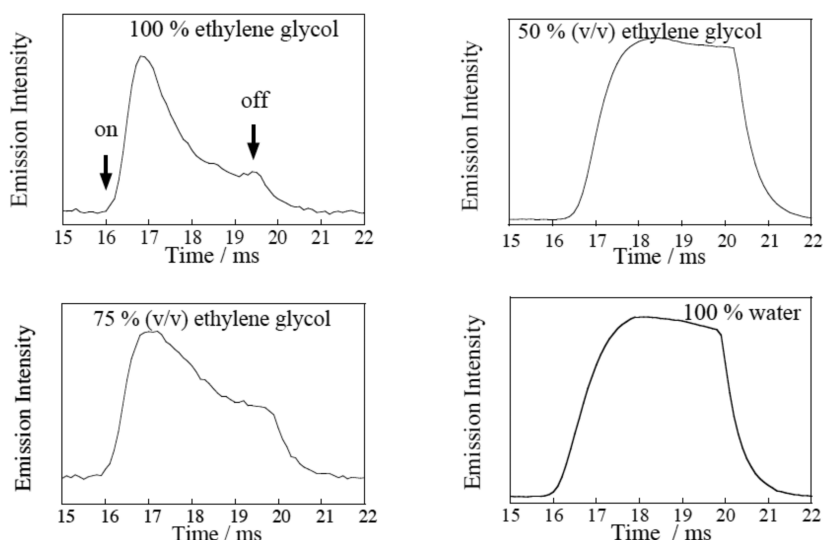 Emission Intensity
100 % ethylene glycol
on
off
15 16 17 18 19 20 21 22
Time / ms
Emission Intensity
50 % (v/v) ethylene glycol
15 16 17 18 19 20 21 22
Time / ms
Emission Intensity
75 % (v/v) ethylene glycol
15 16 17 18 19 20 21 22
Time / ms
Emission Intensity
100 % water
15 16 17 18 19 20 21 22
Time / ms